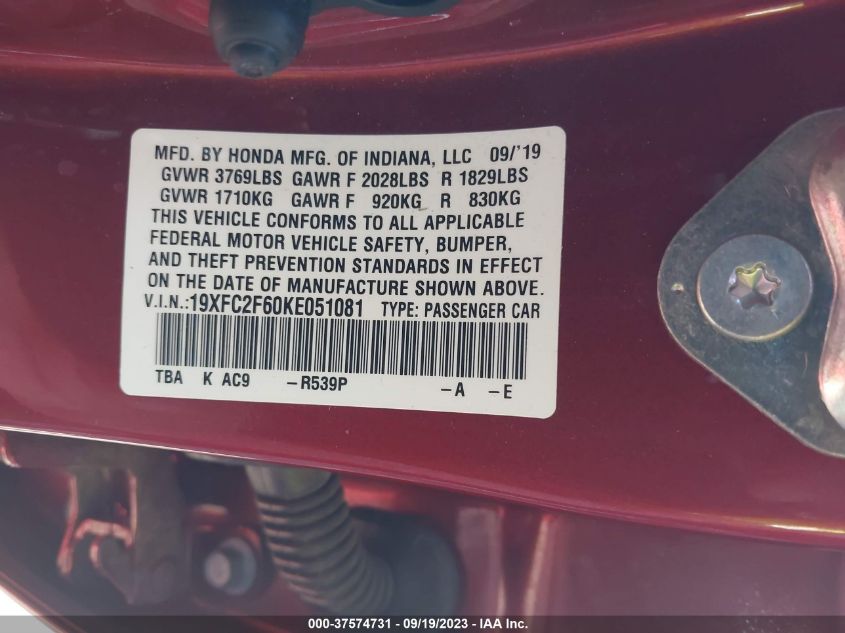 MFD. BY HONDA MFG. OF INDIANA, LLC 09/'19
GVWR 3769LBS GAWR F 2028LBS R 1829LBS
GVWR 1710KG GAWR F 920KG R 830KG
THIS VEHICLE CONFORMS TO ALL APPLICABLE
FEDERAL MOTOR VEHICLE SAFETY, BUMPER,
AND THEFT PREVENTION STANDARDS IN EFFECT
ON THE DATE OF MANUFACTURE SHOWN ABOVE.
V.I.N.:19XFC2F60KE051081 TYPE: PASSENGER CAR
TBA K AC9 -R539P -A -E
000-37574731 - 09/19/2023 - IAA Inc.